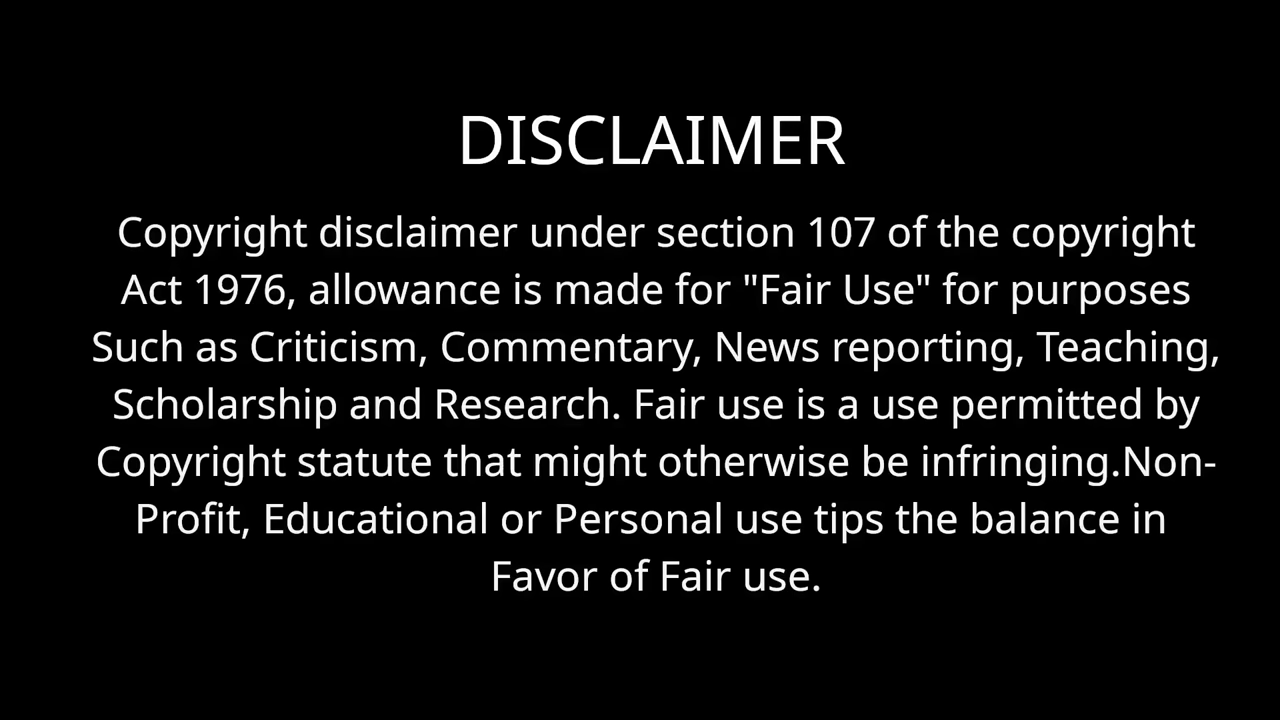 DISCLAIMER
Copyright disclaimer under section 107 of the copyright
Act 1976, allowance is made for "Fair Use" for purposes
Such as Criticism, Commentary, News reporting, Teaching,
Scholarship and Research. Fair use is a use permitted by
Copyright statute that might otherwise be infringing.Non-
Profit, Educational or Personal use tips the balance in
Favor of Fair use.